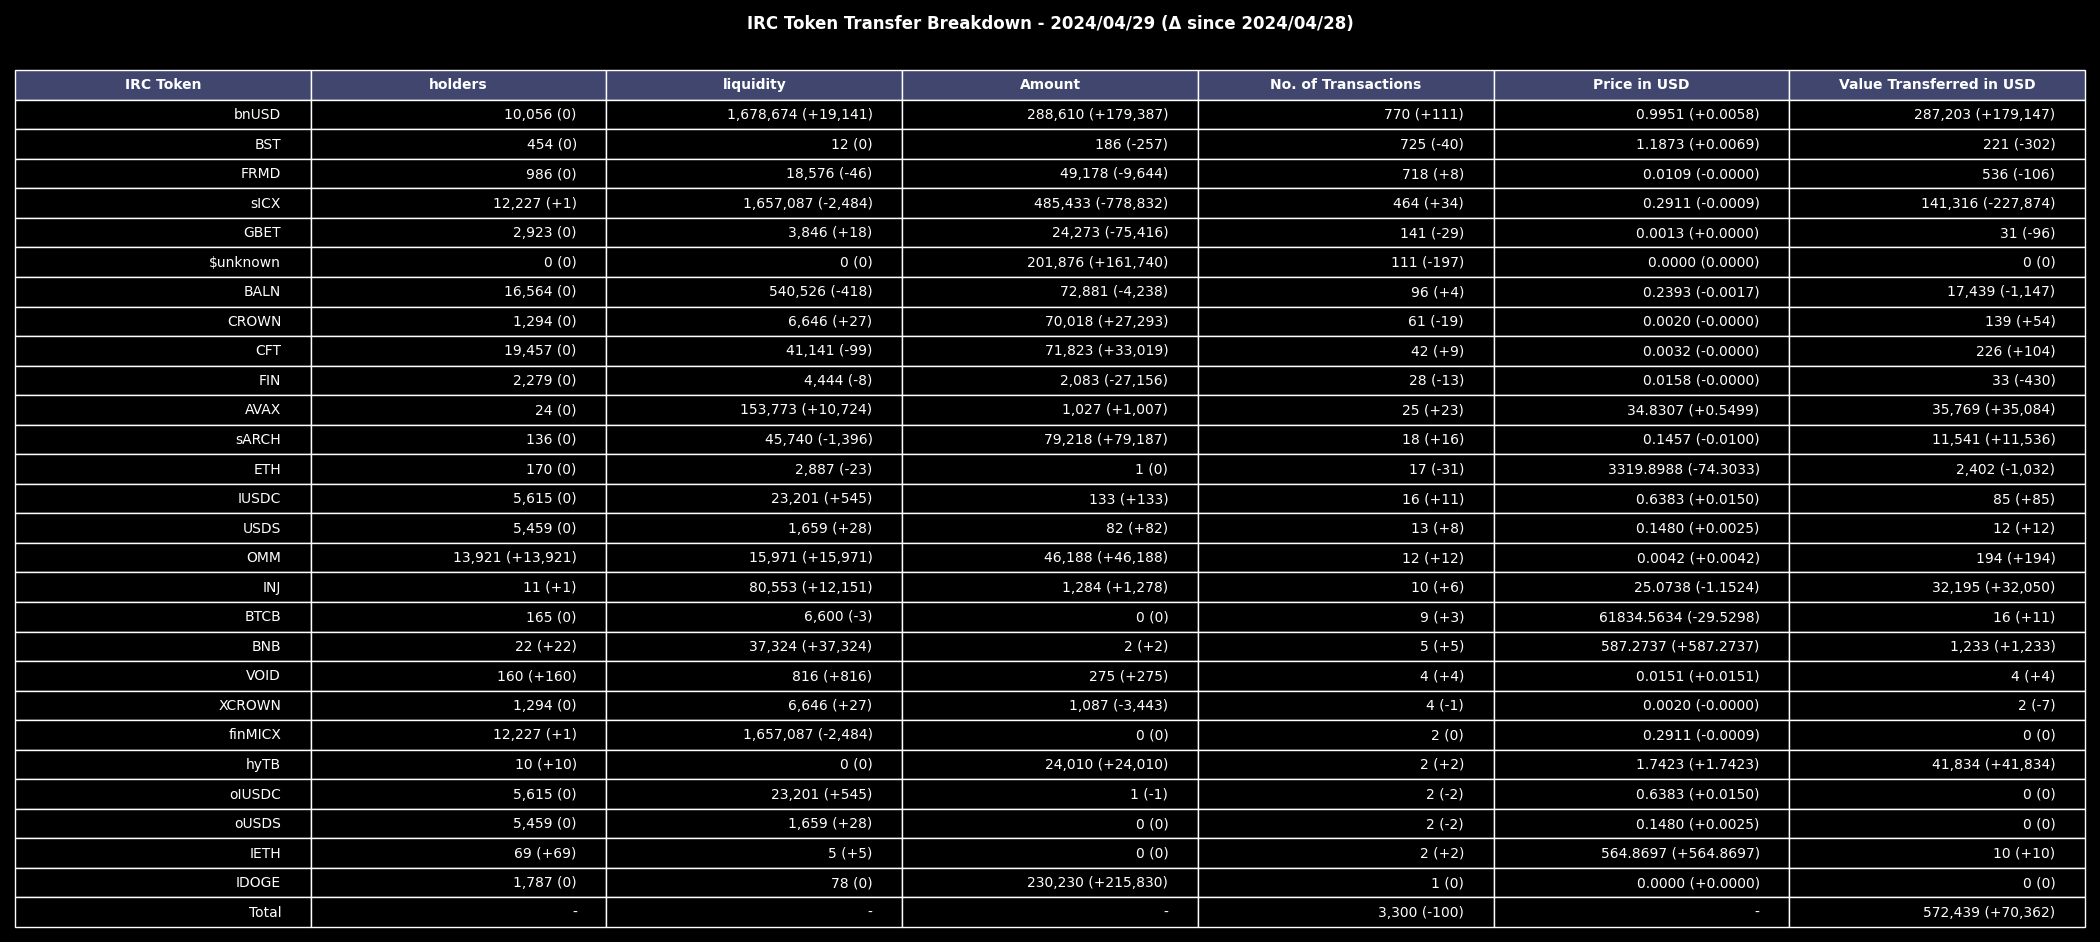 IRC Token Transfer Breakdown - 2024/04/29 (Δ since 2024/04/28)
IRC Token holders liquidity Amount No. of Transactions Price in USD Value Transferred in USD
bnUSD 10,056 (0) 1,678,674 (+19,141) 288,610 (+179,387) 770 (+111) 0.9951 (+0.0058) 287,203 (+179,147)
BST 454 (0) 12 (0) 186 (-257) 725 (-40) 1.1873 (+0.0069) 221 (-302)
FRMD 986 (0) 18,576 (-46) 49,178 (-9,644) 718 (+8) 0.0109 (-0.0000) 536 (-106)
sICX 12,227 (+1) 1,657,087 (-2,484) 485,433 (-778,832) 464 (+34) 0.2911 (-0.0009) 141,316 (-227,874)
GBET 2,923 (0) 3,846 (+18) 24,273 (-75,416) 141 (-29) 0.0013 (+0.0000) 31 (-96)
$unknown 0 (0) 0 (0) 201,876 (+161,740) 111 (-197) 0.0000 (0.0000) 0 (0)
BALN 16,564 (0) 540,526 (-418) 72,881 (-4,238) 96 (+4) 0.2393 (-0.0017) 17,439 (-1,147)
CROWN 1,294 (0) 6,646 (+27) 70,018 (+27,293) 61 (-19) 0.0020 (-0.0000) 139 (+54)
CFT 19,457 (0) 41,141 (-99) 71,823 (+33,019) 42 (+9) 0.0032 (-0.0000) 226 (+104)
FIN 2,279 (0) 4,444 (-8) 2,083 (-27,156) 28 (-13) 0.0158 (-0.0000) 33 (-430)
AVAX 24 (0) 153,773 (+10,724) 1,027 (+1,007) 25 (+23) 34.8307 (+0.5499) 35,769 (+35,084)
sARCH 136 (0) 45,740 (-1,396) 79,218 (+79,187) 18 (+16) 0.1457 (-0.0100) 11,541 (+11,536)
ETH 170 (0) 2,887 (-23) 1 (0) 17 (-31) 3319.8988 (-74.3033) 2,402 (-1,032)
IUSDC 5,615 (0) 23,201 (+545) 133 (+133) 16 (+11) 0.6383 (+0.0150) 85 (+85)
USDS 5,459 (0) 1,659 (+28) 82 (+82) 13 (+8) 0.1480 (+0.0025) 12 (+12)
OMM 13,921 (+13,921) 15,971 (+15,971) 46,188 (+46,188) 12 (+12) 0.0042 (+0.0042) 194 (+194)
INJ 11 (+1) 80,553 (+12,151) 1,284 (+1,278) 10 (+6) 25.0738 (-1.1524) 32,195 (+32,050)
BTCB 165 (0) 6,600 (-3) 0 (0) 9 (+3) 61834.5634 (-29.5298) 16 (+11)
BNB 22 (+22) 37,324 (+37,324) 2 (+2) 5 (+5) 587.2737 (+587.2737) 1,233 (+1,233)
VOID 160 (+160) 816 (+816) 275 (+275) 4 (+4) 0.0151 (+0.0151) 4 (+4)
XCROWN 1,294 (0) 6,646 (+27) 1,087 (-3,443) 4 (-1) 0.0020 (-0.0000) 2 (-7)
finMICX 12,227 (+1) 1,657,087 (-2,484) 0 (0) 2 (0) 0.2911 (-0.0009) 0 (0)
hyTB 10 (+10) 0 (0) 24,010 (+24,010) 2 (+2) 1.7423 (+1.7423) 41,834 (+41,834)
oIUSDC 5,615 (0) 23,201 (+545) 1 (-1) 2 (-2) 0.6383 (+0.0150) 0 (0)
oUSDS 5,459 (0) 1,659 (+28) 0 (0) 2 (-2) 0.1480 (+0.0025) 0 (0)
IETH 69 (+69) 5 (+5) 0 (0) 2 (+2) 564.8697 (+564.8697) 10 (+10)
IDOGE 1,787 (0) 78 (0) 230,230 (+215,830) 1 (0) 0.0000 (+0.0000) 0 (0)
Total - - - 3,300 (-100) - 572,439 (+70,362)